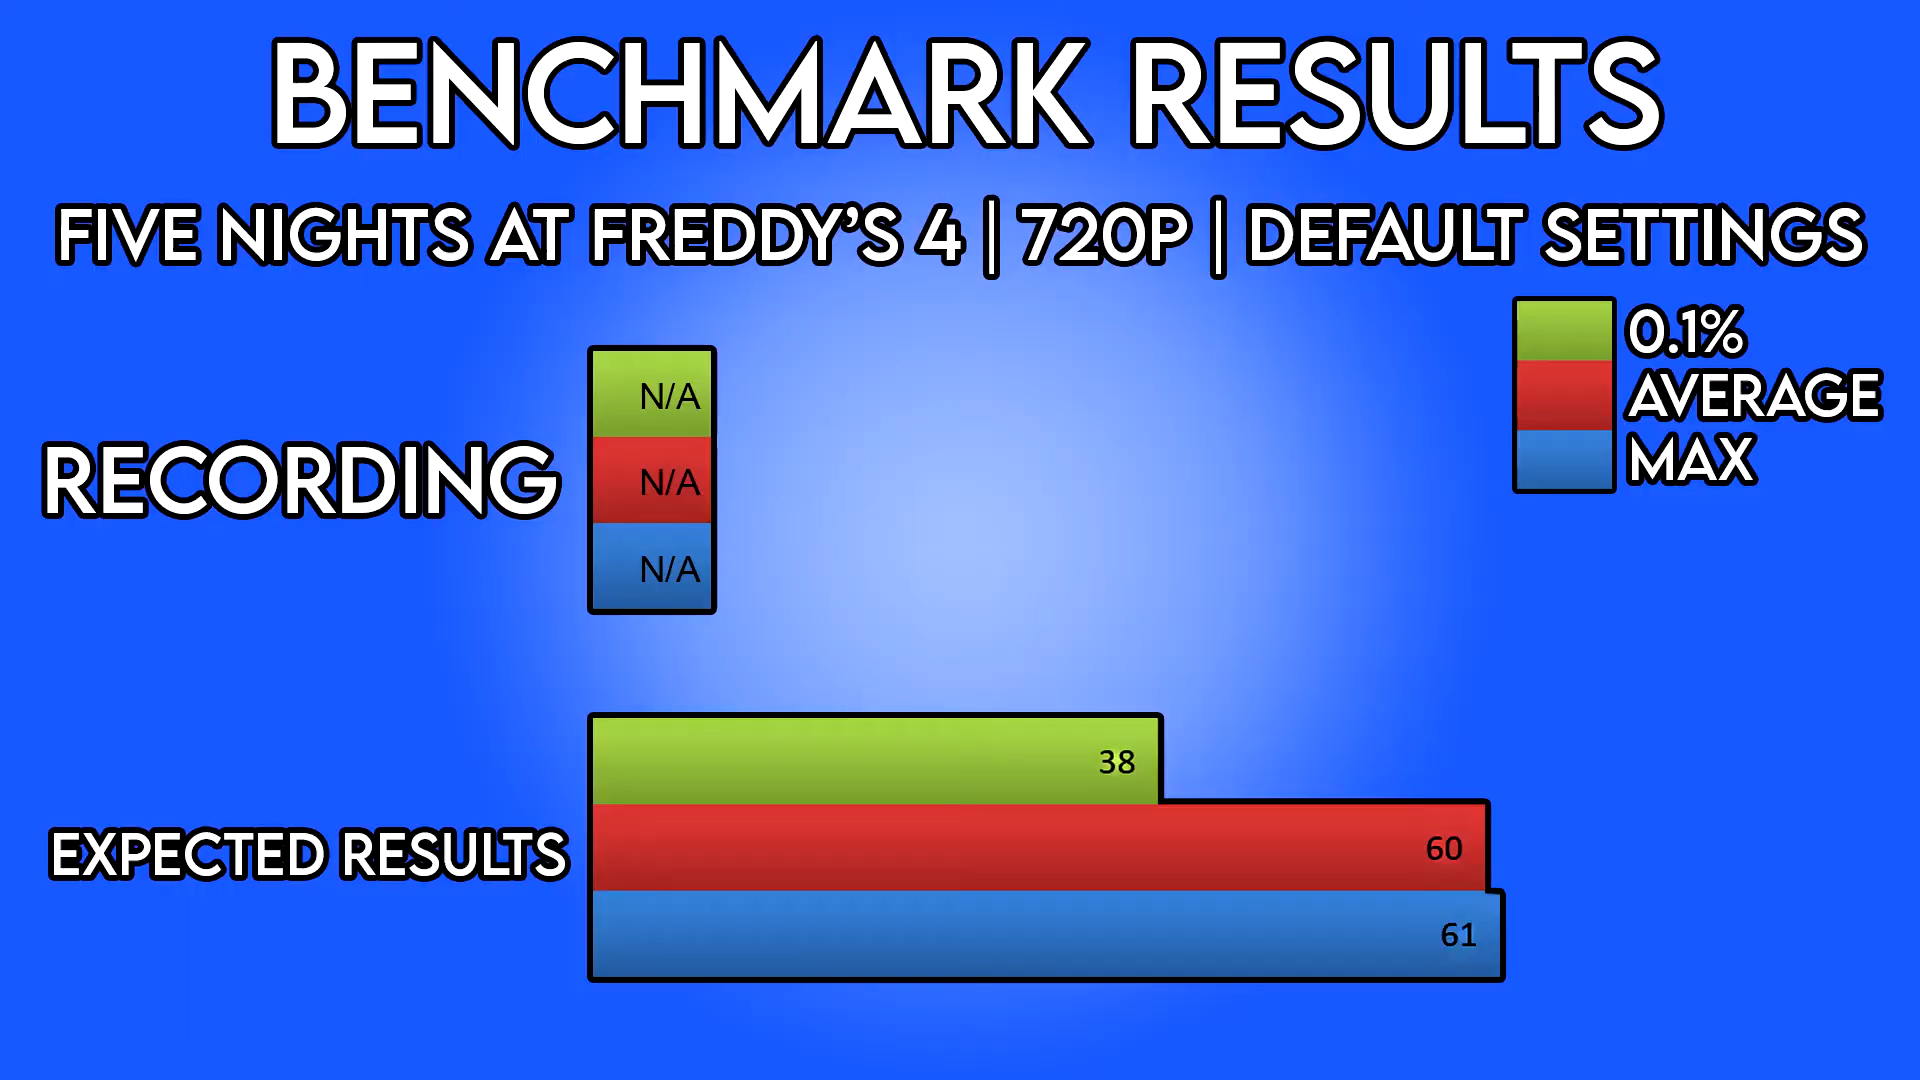 BENCHMARK RESULTS
FIVE NIGHTS AT FREDDY'S 4 | 720P | DEFAULT SETTINGS
0.1%
AVERAGE
MAX
RECORDING
N/A
N/A
N/A
EXPECTED RESULTS
38
60
61